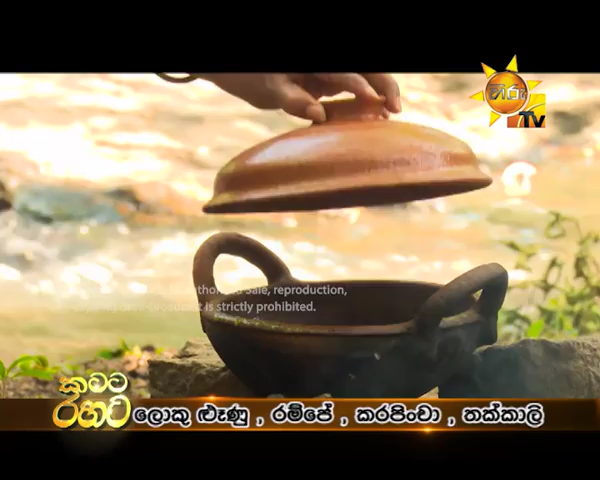 හිරු
TV
Sale, reproduction,
is strictly prohibited.
කෑමට
රහට
ලොකු ළූණු , රම්පේ , කරපිංචා , තක්කාලි